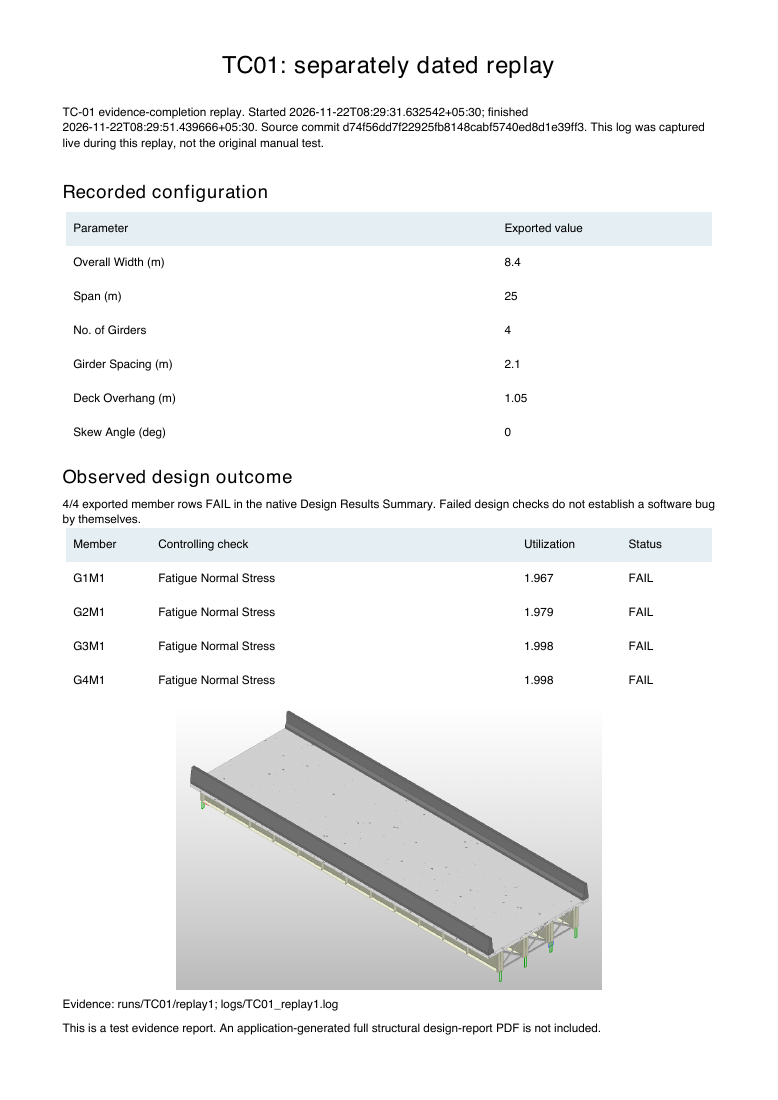 TC01: separately dated replay
TC-01 evidence-completion replay. Started 2026-11-22T08:29:31.632542+05:30; finished
2026-11-22T08:29:51.439666+05:30. Source commit d74f56dd7f22925fb8148cabf5740ed8d1e39ff3. This log was captured
live during this replay, not the original manual test.
Recorded configuration
Parameter Exported value
Overall Width (m) 8.4
Span (m) 25
No. of Girders 4
Girder Spacing (m) 2.1
Deck Overhang (m) 1.05
Skew Angle (deg) 0
Observed design outcome
4/4 exported member rows FAIL in the native Design Results Summary. Failed design checks do not establish a software bug
by themselves.
Member Controlling check Utilization Status
G1M1 Fatigue Normal Stress 1.967 FAIL
G2M1 Fatigue Normal Stress 1.979 FAIL
G3M1 Fatigue Normal Stress 1.998 FAIL
G4M1 Fatigue Normal Stress 1.998 FAIL
Evidence: runs/TC01/replay1; logs/TC01_replay1.log
This is a test evidence report. An application-generated full structural design-report PDF is not included.